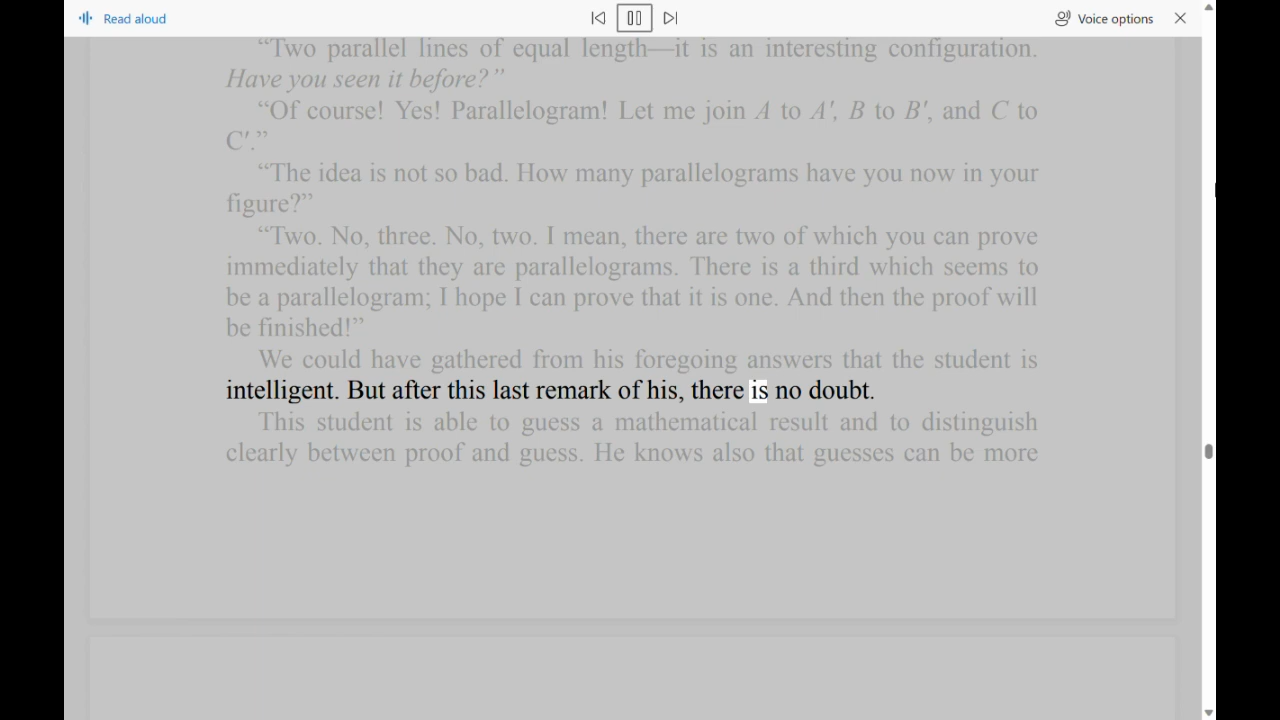 Read aloud
Voice options
“Two parallel lines of equal length—it is an interesting configuration.
Have you seen it before?”
“Of course! Yes! Parallelogram! Let me join A to A′, B to B′, and C to
C′.”
“The idea is not so bad. How many parallelograms have you now in your
figure?”
“Two. No, three. No, two. I mean, there are two of which you can prove
immediately that they are parallelograms. There is a third which seems to
be a parallelogram; I hope I can prove that it is one. And then the proof will
be finished!”
We could have gathered from his foregoing answers that the student is
intelligent. But after this last remark of his, there is no doubt.
This student is able to guess a mathematical result and to distinguish
clearly between proof and guess. He knows also that guesses can be more